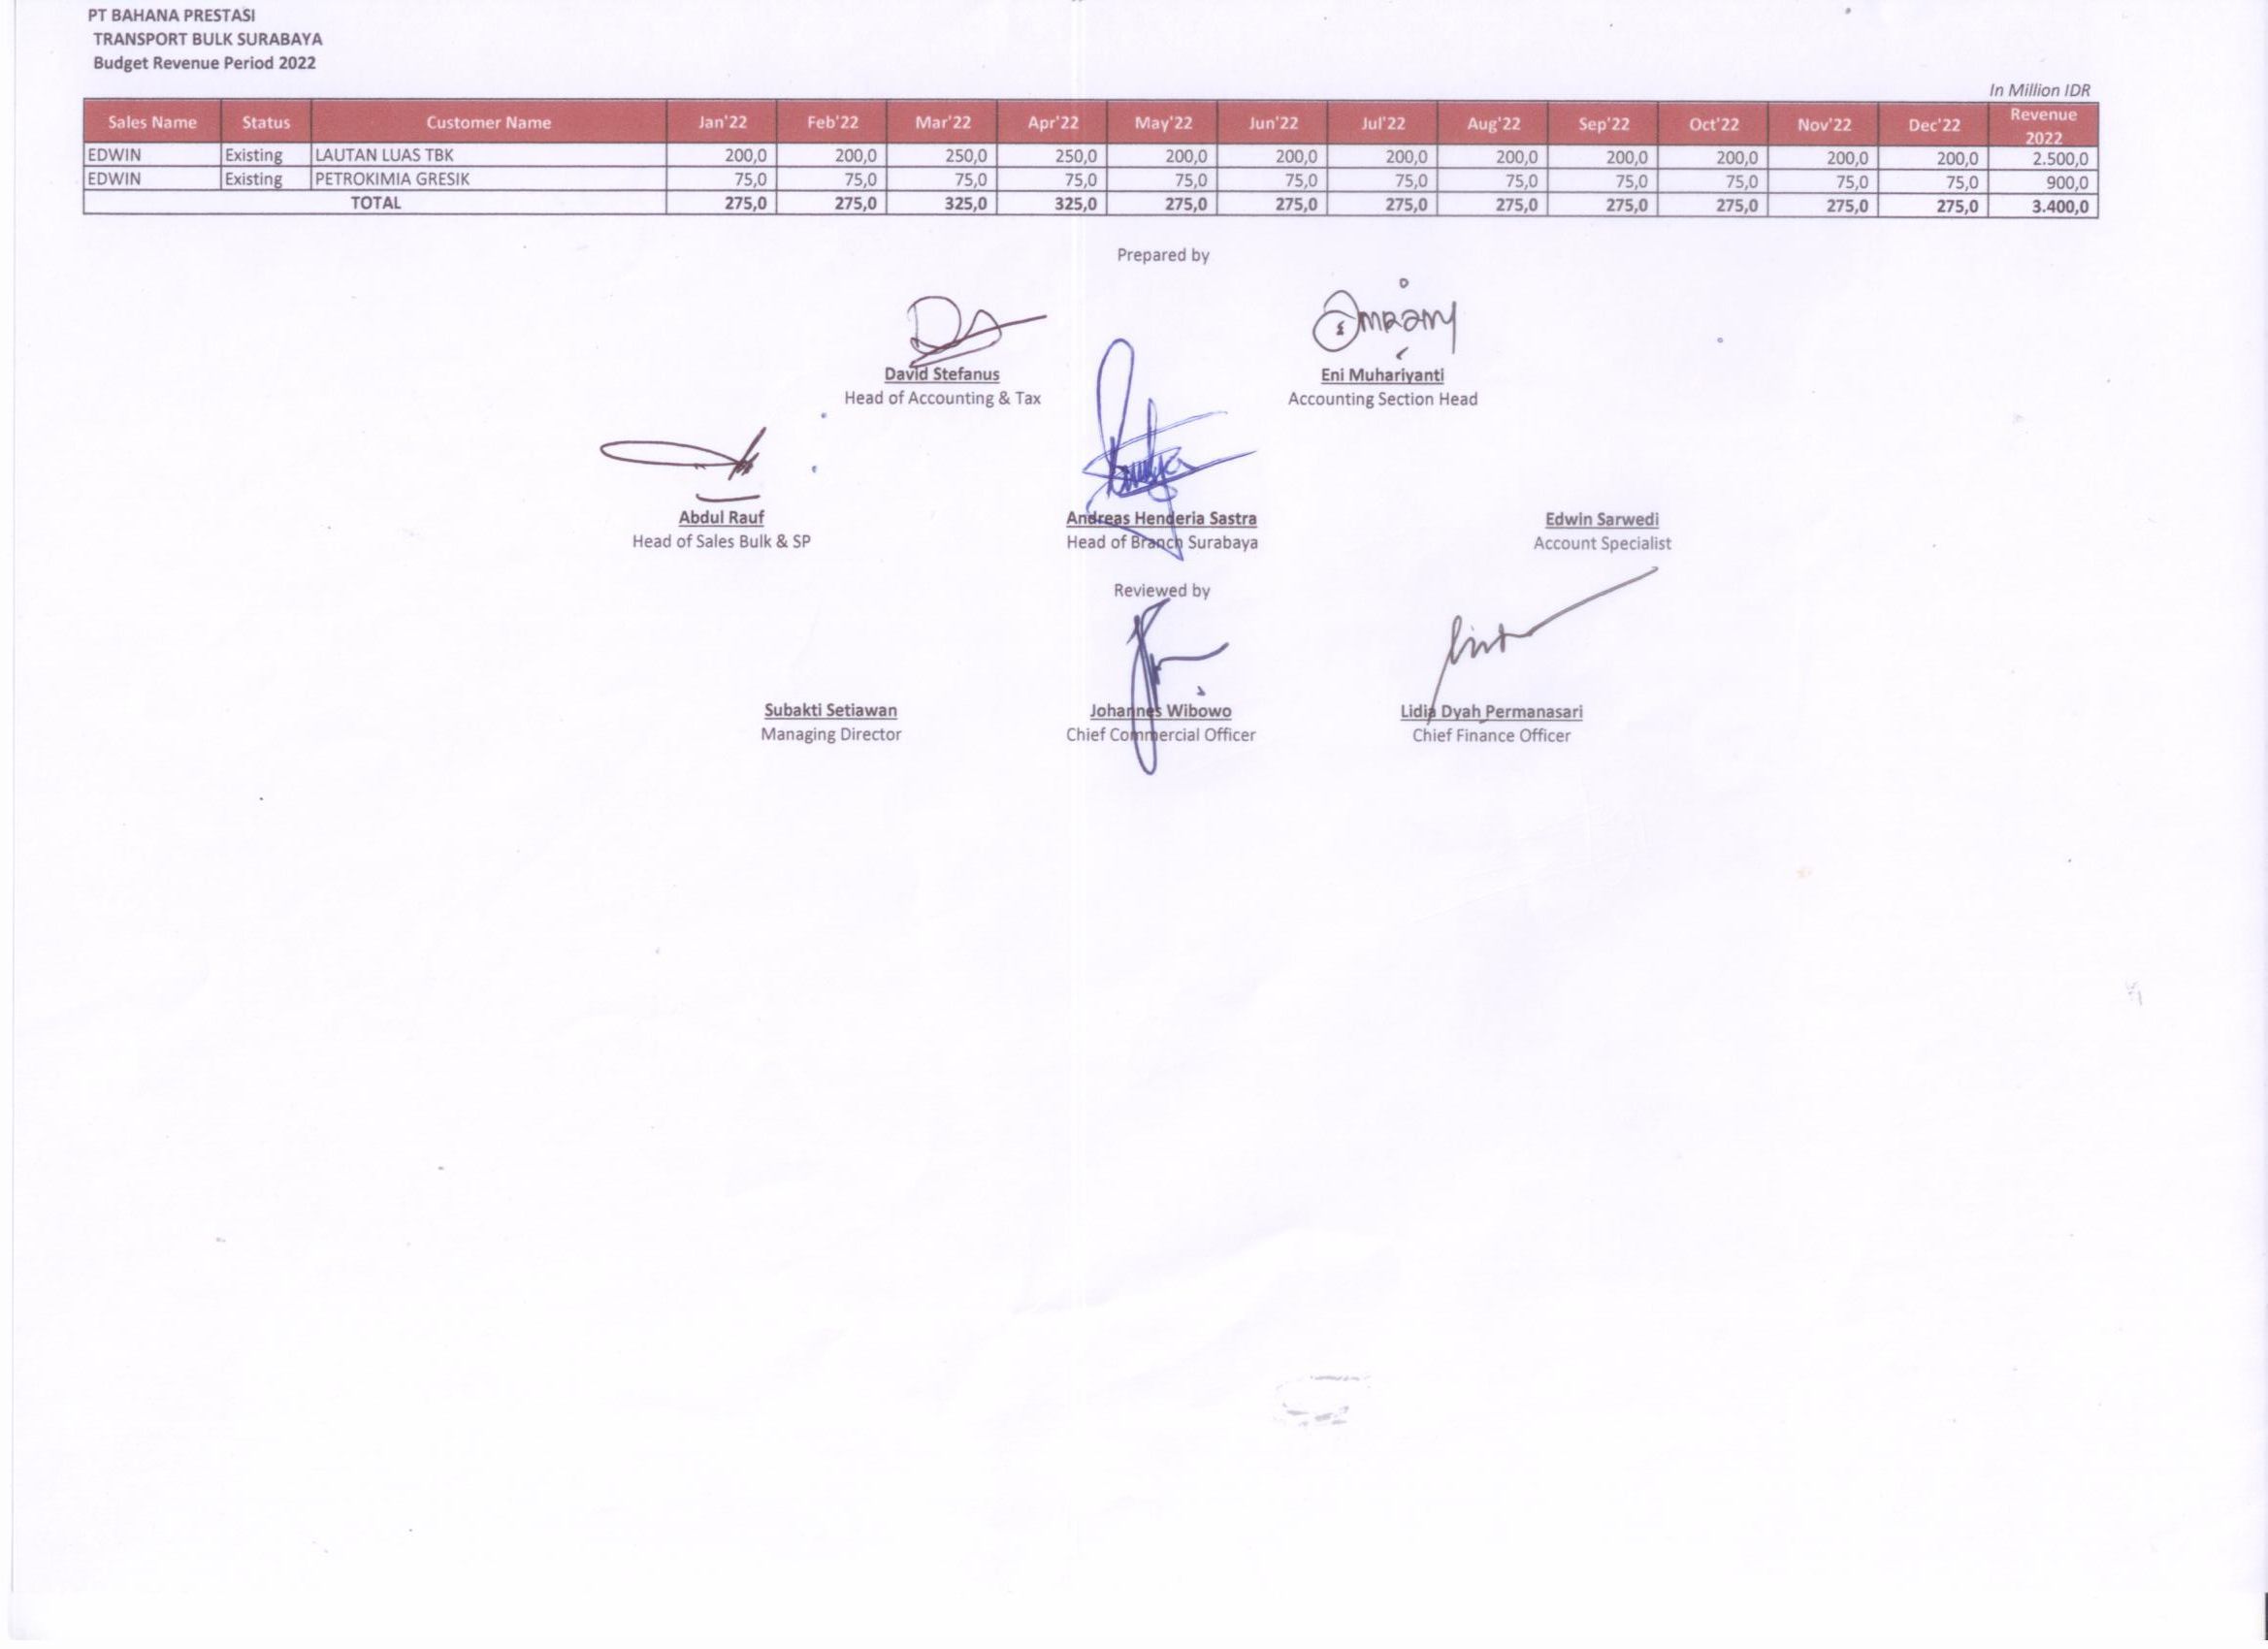 PT BAHANA PRESTASI
TRANSPORT BULK SURABAYA
Budget Revenue Period 2022
In Million IDR
Sales Name Status Customer Name Jan'22 Feb'22 Mar'22 Apr'22 May'22 Jun'22 Jul'22 Aug'22 Sep'22 Oct'22 Nov'22 Dec'22 Revenue 2022
EDWIN Existing LAUTAN LUAS TBK 200,0 200,0 250,0 250,0 200,0 200,0 200,0 200,0 200,0 200,0 200,0 200,0 2.500,0
EDWIN Existing PETROKIMIA GRESIK 75,0 75,0 75,0 75,0 75,0 75,0 75,0 75,0 75,0 75,0 75,0 75,0 900,0
TOTAL 275,0 275,0 325,0 325,0 275,0 275,0 275,0 275,0 275,0 275,0 275,0 275,0 3.400,0
Prepared by
David Stefanus Eni Muhariyanti
Head of Accounting & Tax Accounting Section Head
Abdul Rauf Andreas Henderia Sastra Edwin Sarwedi
Head of Sales Bulk & SP Head of Branch Surabaya Account Specialist
Reviewed by
Subakti Setiawan Johannes Wibowo Lidia Dyah Permanasari
Managing Director Chief Commercial Officer Chief Finance Officer